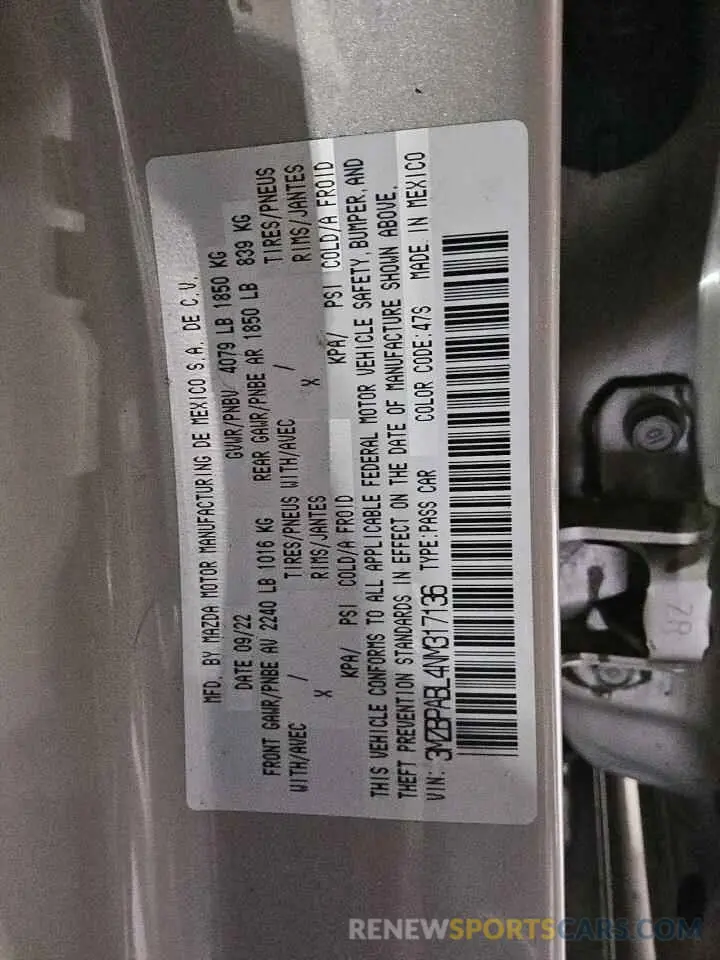 MFD. BY MAZDA MOTOR MANUFACTURING DE MEXICO S.A. DE C.V.
DATE 09/22 GVWR/PNBV 4079 LB 1850 KG
FRONT GAWR/PNBE AV 2240 LB 1016 KG REAR GAWR/PNBE AR 1850 LB 839 KG
WITH/AVEC / TIRES/PNEUS WITH/AVEC / TIRES/PNEUS
X RIMS/JANTES X RIMS/JANTES
KPA/ PSI COLD/A FROID KPA/ PSI COLD/A FROID
THIS VEHICLE CONFORMS TO ALL APPLICABLE FEDERAL MOTOR VEHICLE SAFETY, BUMPER, AND
THEFT PREVENTION STANDARDS IN EFFECT ON THE DATE OF MANUFACTURE SHOWN ABOVE.
VIN: 3MZBPABL4NM317136 TYPE:PASS CAR COLOR CODE:47S MADE IN MEXICO
10
RENEWSPORTSCARS.COM